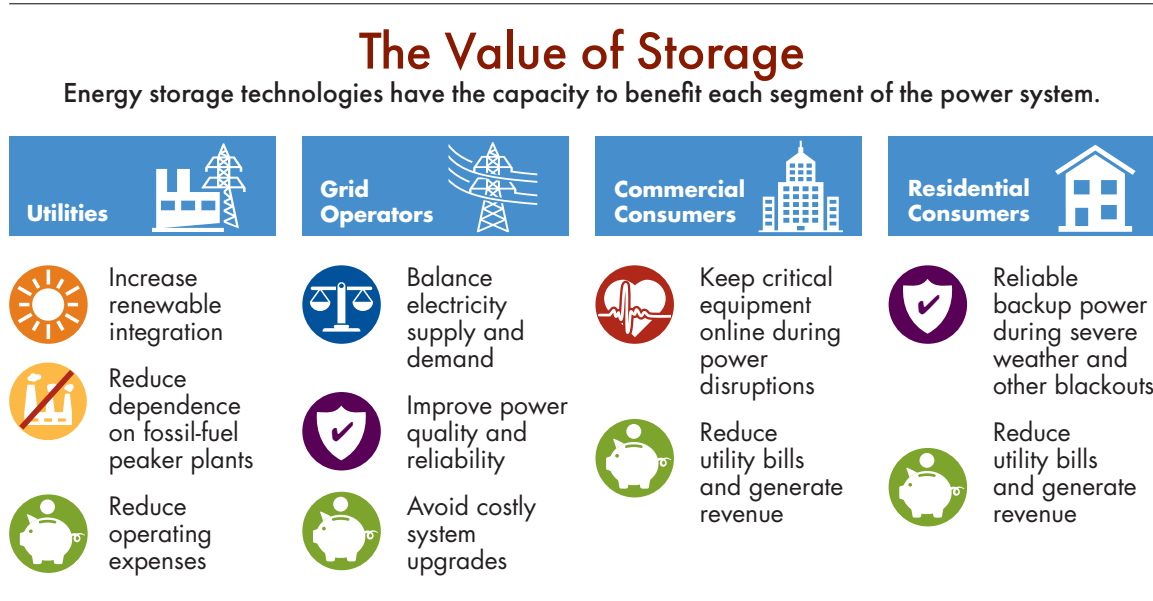 The Value of Storage
Energy storage technologies have the capacity to benefit each segment of the power system.
Utilities
Increase
renewable
integration
Reduce
dependence
on fossil-fuel
peaker plants
Reduce
operating
expenses
Grid
Operators
Balance
electricity
supply and
demand
Improve power
quality and
reliability
Avoid costly
system
upgrades
Commercial
Consumers
Keep critical
equipment
online during
power
disruptions
Reduce
utility bills
and generate
revenue
Residential
Consumers
Reliable
backup power
during severe
weather and
other blackouts
Reduce
utility bills
and generate
revenue